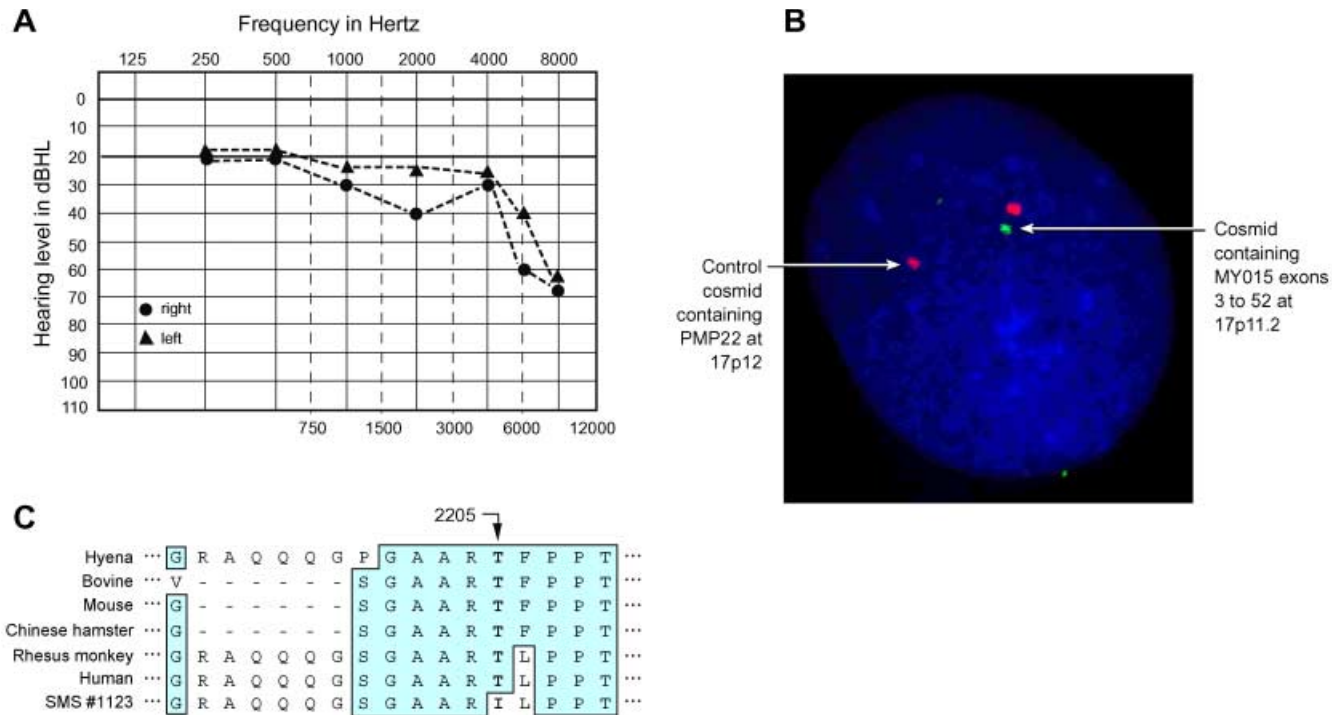 A
Frequency in Hertz
125 250 500 1000 2000 4000 8000
Hearing level in dBHL
0
10
20
30
40
50
60
70
80
90
100
110
right
left
750 1500 3000 6000 12000
B
Control
cosmid
containing
PMP22 at
17p12
Cosmid
containing
MY015 exons
3 to 52 at
17p11.2
C
2205
Hyena ··· G R A Q Q Q G P G A A R T F P P T ···
Bovine ··· V - - - - - - S G A A R T F P P T ···
Mouse ··· G - - - - - - S G A A R T F P P T ···
Chinese hamster ··· G - - - - - - S G A A R T F P P T ···
Rhesus monkey ··· G R A Q Q Q G S G A A R T L P P T ···
Human ··· G R A Q Q Q G S G A A R T L P P T ···
SMS #1123 ··· G R A Q Q Q G S G A A R I L P P T ···